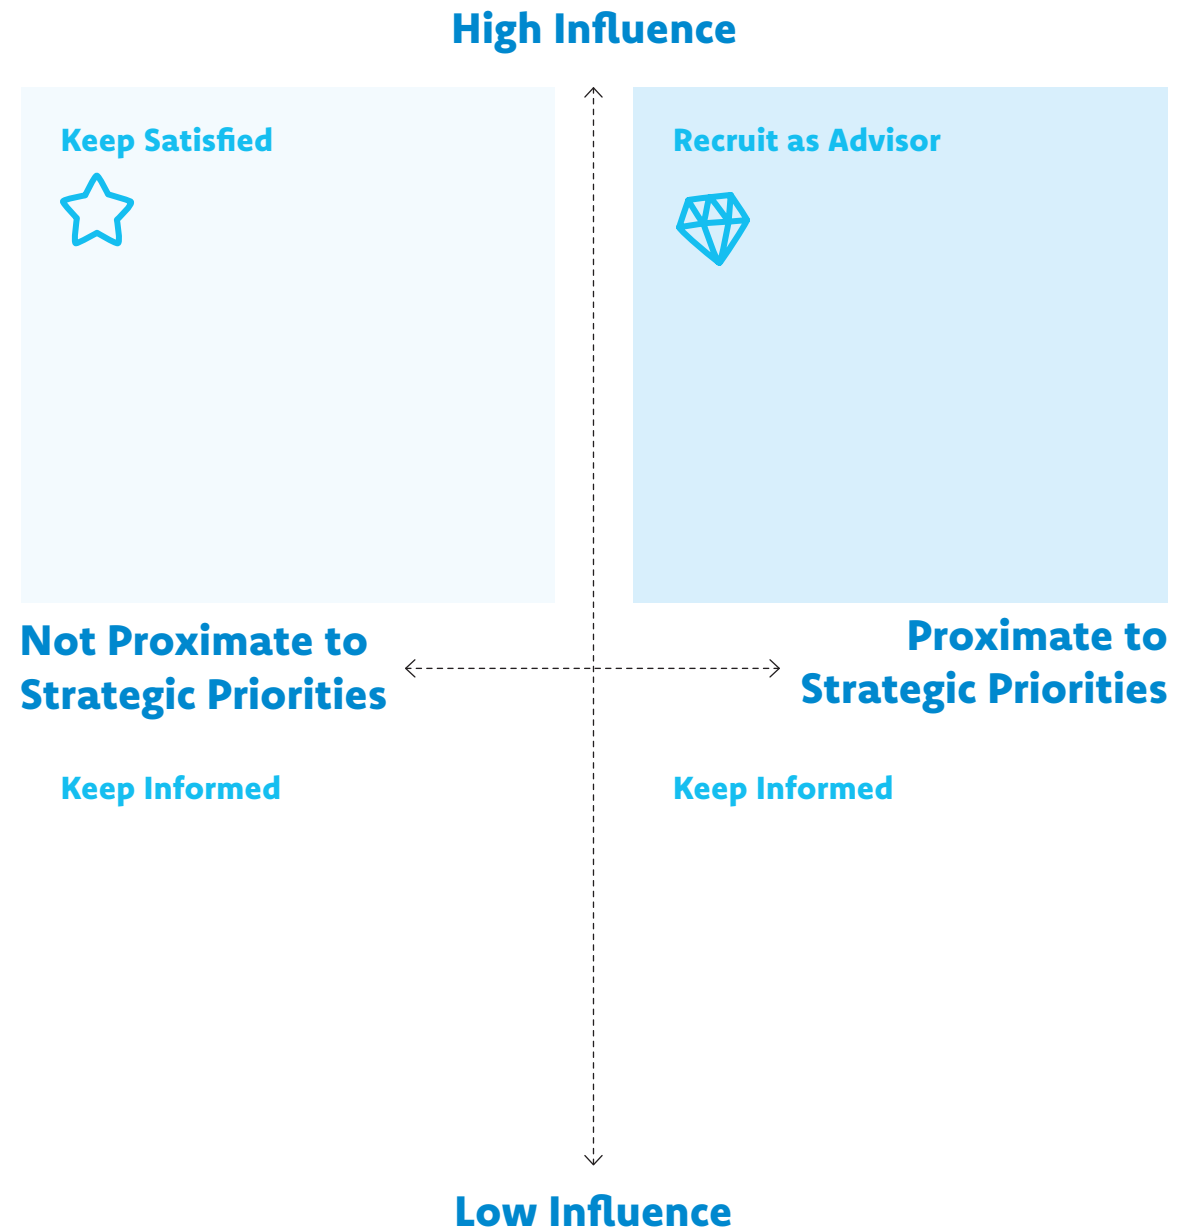 High Influence
Keep Satisfied
Recruit as Advisor
Not Proximate to
Strategic Priorities
Proximate to
Strategic Priorities
Keep Informed
Keep Informed
Low Influence